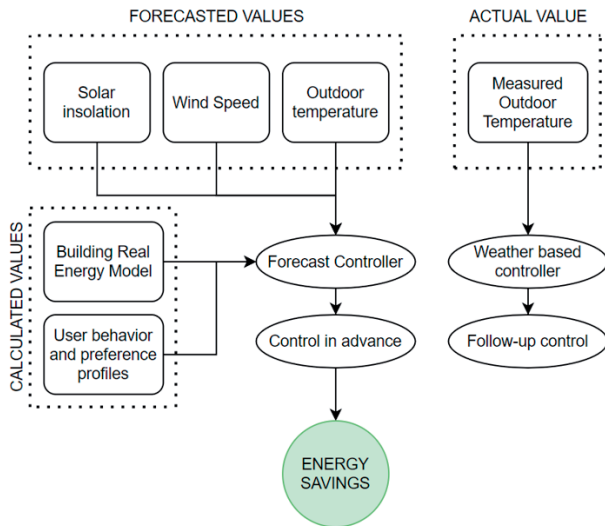 FORECASTED VALUES
ACTUAL VALUE
Solar
insolation
Wind Speed
Outdoor
temperature
Measured
Outdoor
Temperature
CALCULATED VALUES
Building Real
Energy Model
Forecast Controller
Weather based
controller
User behavior
and preference
profiles
Control in advance
Follow-up control
ENERGY
SAVINGS